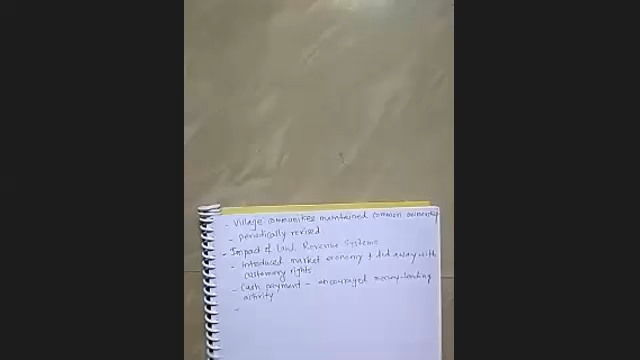 - Village communities maintained common ownership
- Periodically revised
- Impact of Land Revenue Systems
- Introduced market economy & did away with
customary rights
- Cash payment - encouraged money-lending
activity
-